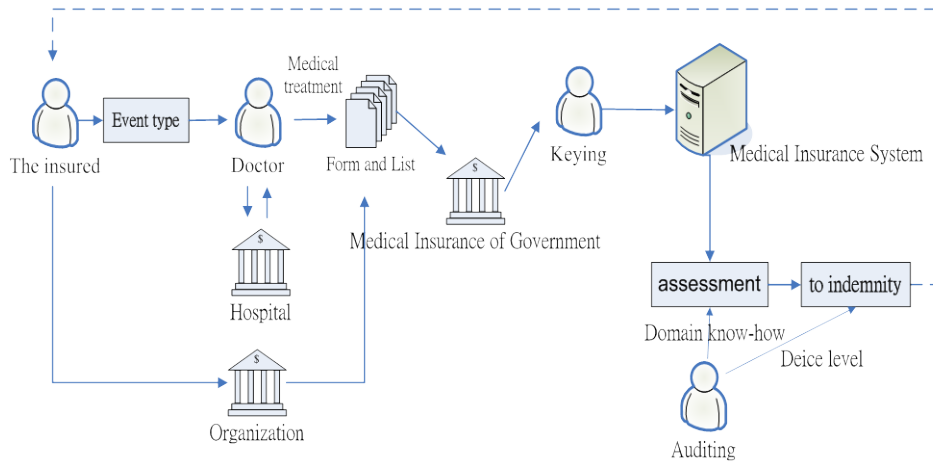 Medical
treatment
$
Event type
The insured
Doctor
Form and List
Keying
Medical Insurance System
Medical Insurance of Government
$
Hospital
assessment
to indemnity
Domain know-how
Deice level
$
Organization
Auditing